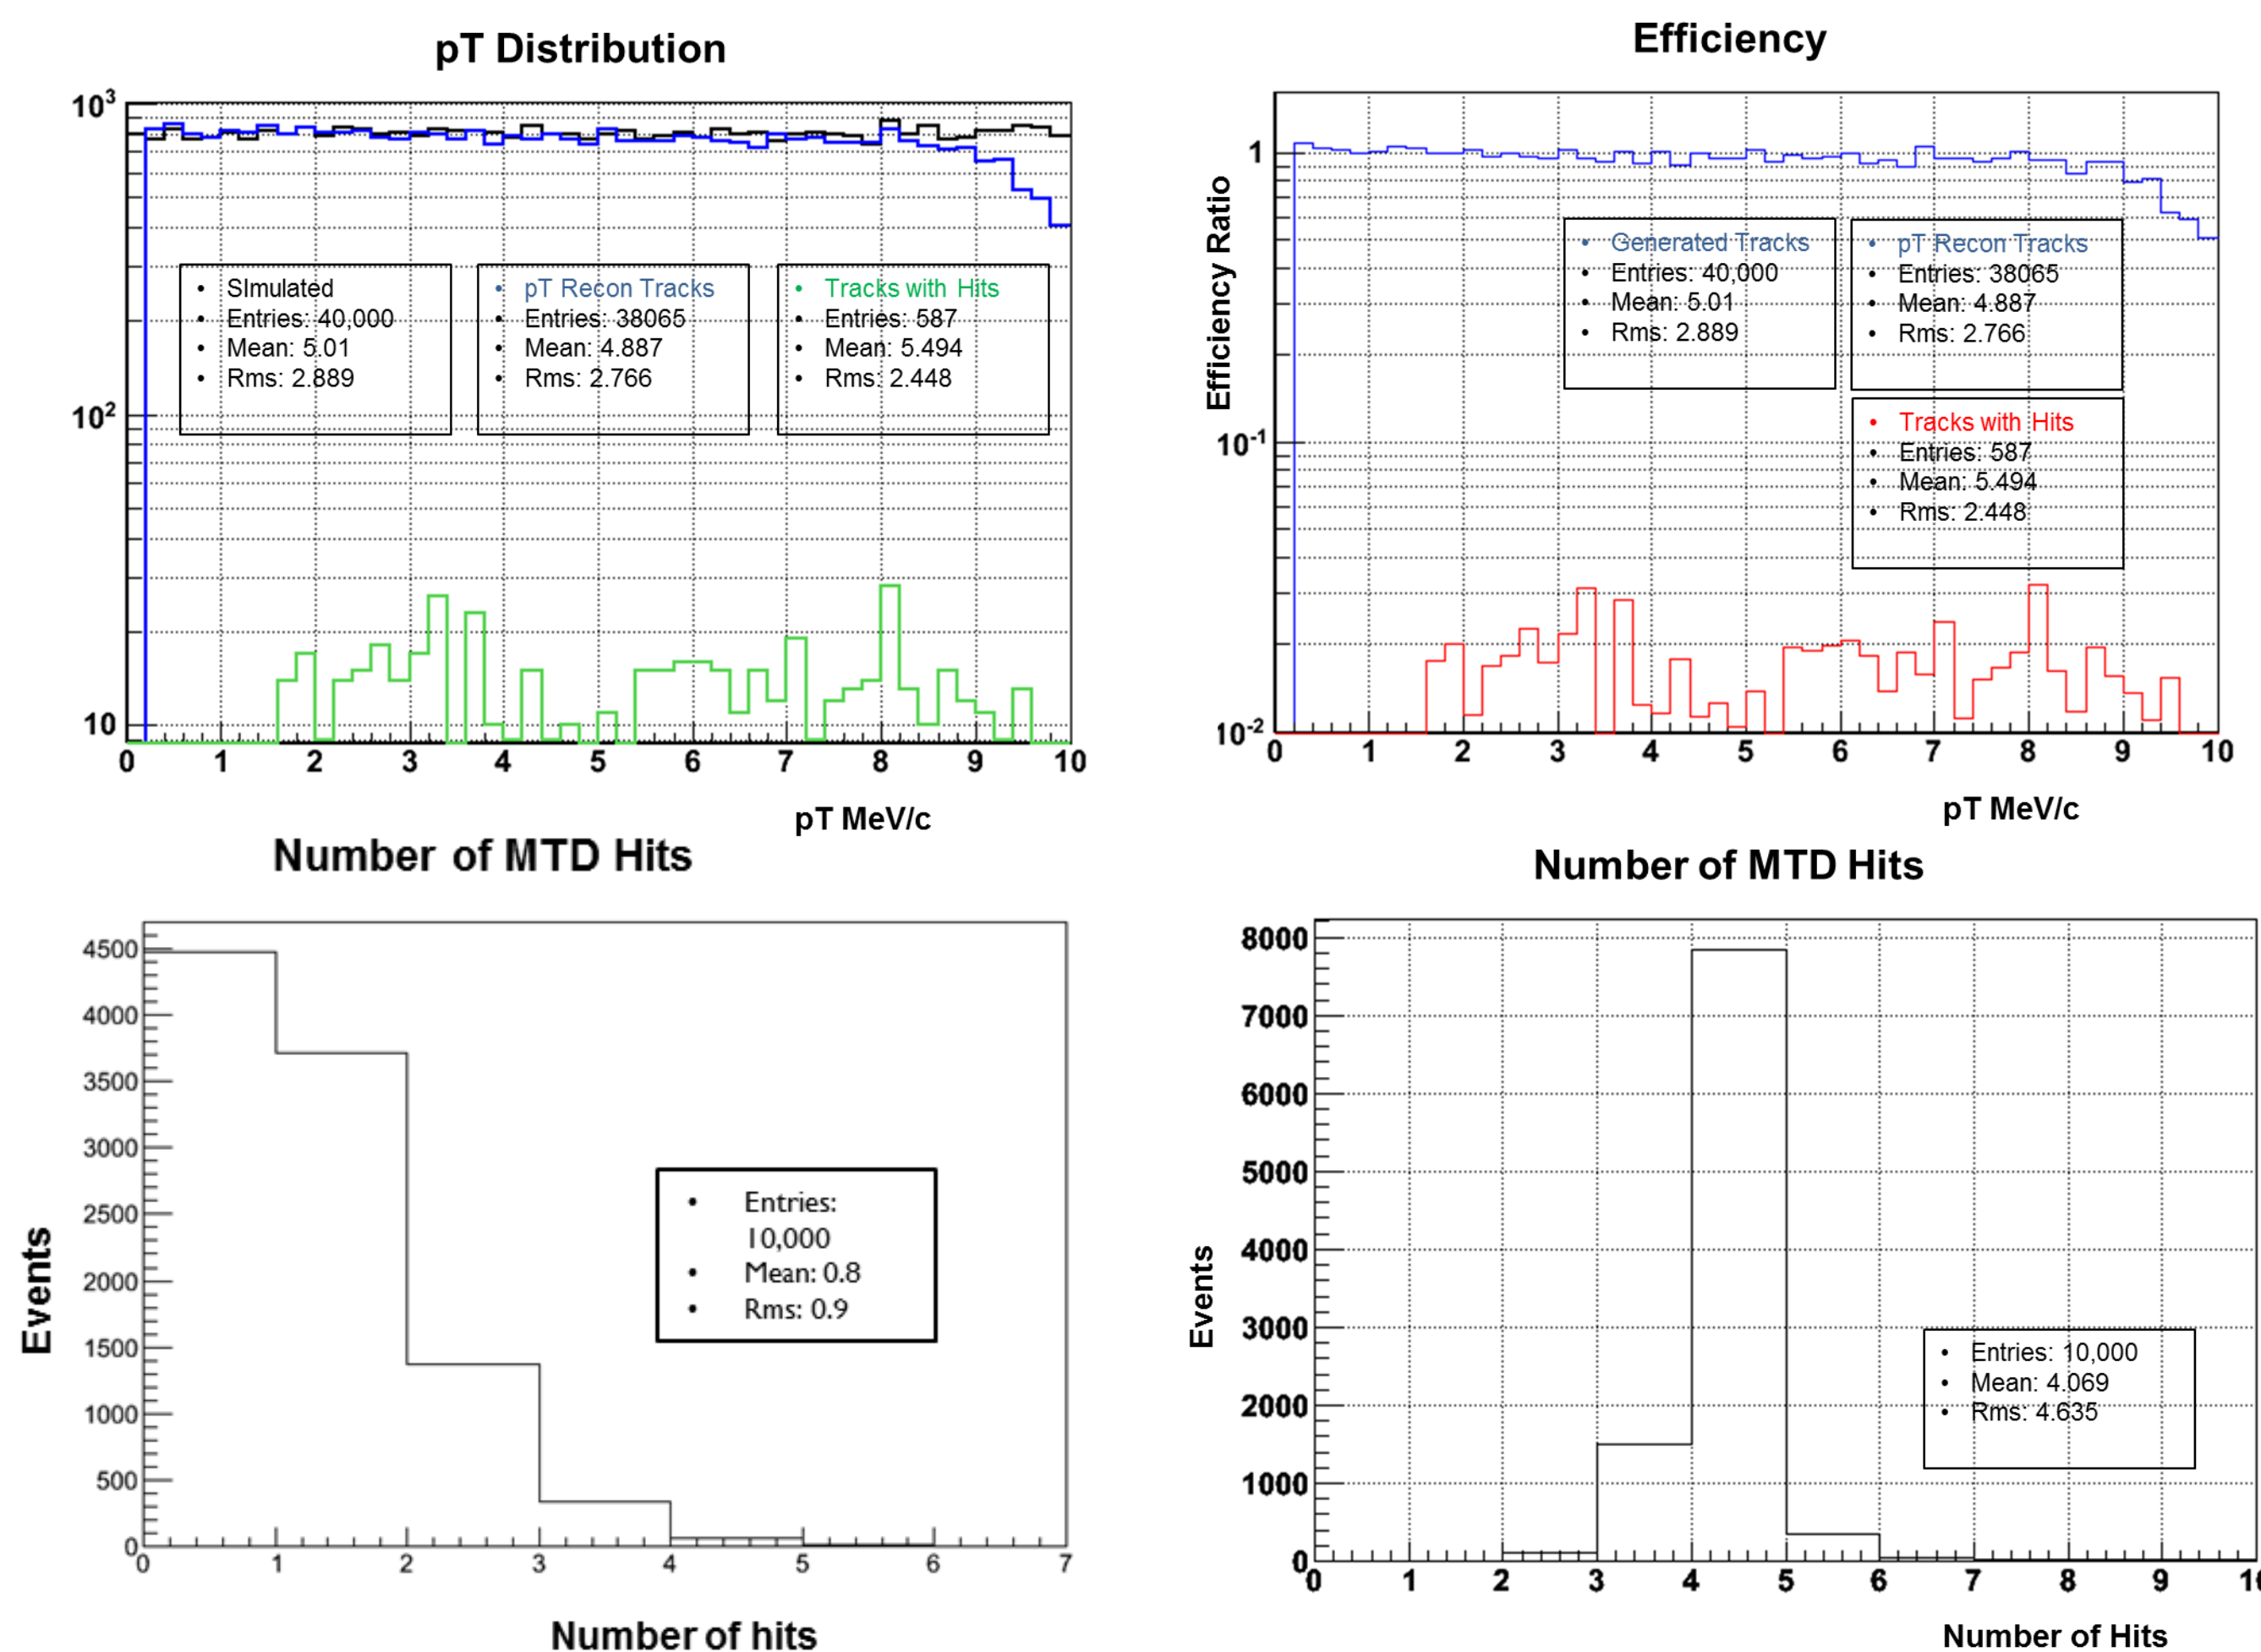 pT Distribution
10³
10²
10
• SImulated
• Entries: 40,000
• Mean: 5.01
• Rms: 2.889
• pT Recon Tracks
• Entries: 38065
• Mean: 4.887
• Rms: 2.766
• Tracks with Hits
• Entries: 587
• Mean: 5.494
• Rms: 2.448
0 1 2 3 4 5 6 7 8 9 10
pT MeV/c
Efficiency
Efficiency Ratio
1
10⁻¹
10⁻²
• Generated Tracks
• Entries: 40,000
• Mean: 5.01
• Rms: 2.889
• pT Recon Tracks
• Entries: 38065
• Mean: 4.887
• Rms: 2.766
• Tracks with Hits
• Entries: 587
• Mean: 5.494
• Rms: 2.448
0 1 2 3 4 5 6 7 8 9 10
pT MeV/c
Number of MTD Hits
Events
4500
4000
3500
3000
2500
2000
1500
1000
500
0
• Entries:
10,000
• Mean: 0.8
• Rms: 0.9
0 1 2 3 4 5 6 7
Number of hits
Number of MTD Hits
Events
8000
7000
6000
5000
4000
3000
2000
1000
0
• Entries: 10,000
• Mean: 4.069
• Rms: 4.635
0 1 2 3 4 5 6 7 8 9
Number of Hits